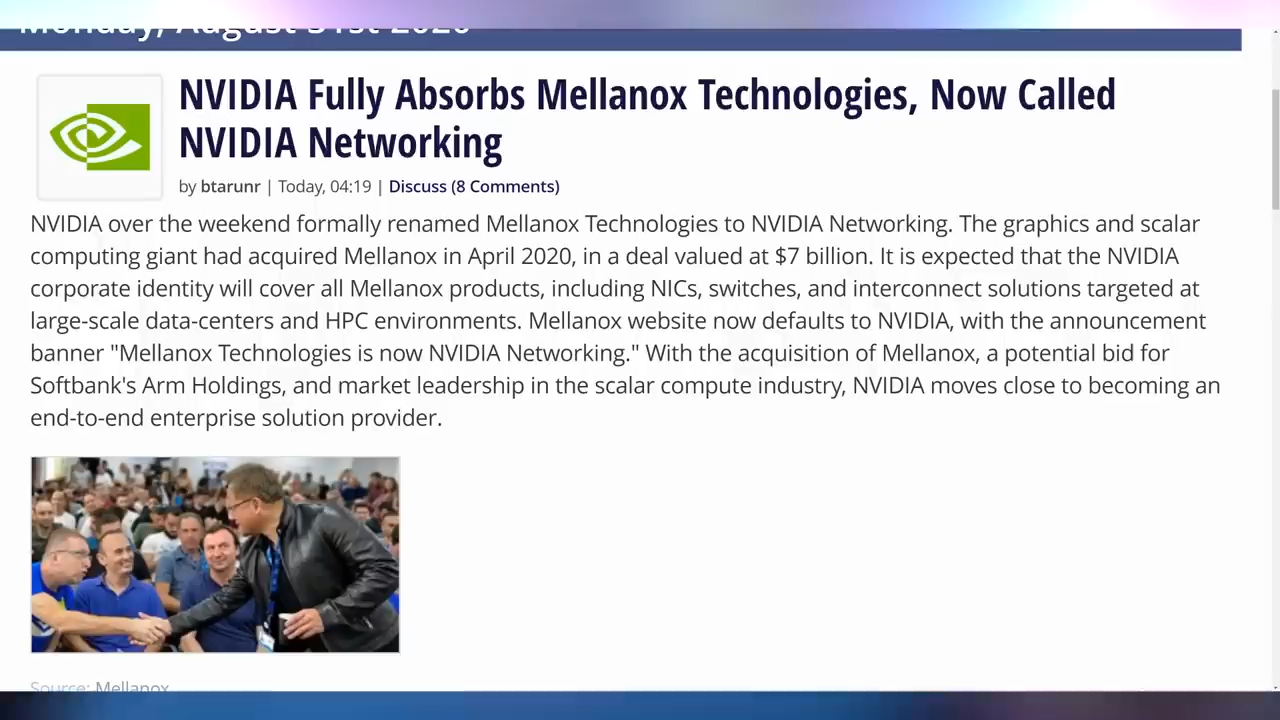 Monday, August 31st 2020
NVIDIA Fully Absorbs Mellanox Technologies, Now Called
NVIDIA Networking
by btarunr | Today, 04:19 | Discuss (8 Comments)
NVIDIA over the weekend formally renamed Mellanox Technologies to NVIDIA Networking. The graphics and scalar
computing giant had acquired Mellanox in April 2020, in a deal valued at $7 billion. It is expected that the NVIDIA
corporate identity will cover all Mellanox products, including NICs, switches, and interconnect solutions targeted at
large-scale data-centers and HPC environments. Mellanox website now defaults to NVIDIA, with the announcement
banner "Mellanox Technologies is now NVIDIA Networking." With the acquisition of Mellanox, a potential bid for
Softbank's Arm Holdings, and market leadership in the scalar compute industry, NVIDIA moves close to becoming an
end-to-end enterprise solution provider.
Source: Mellanox